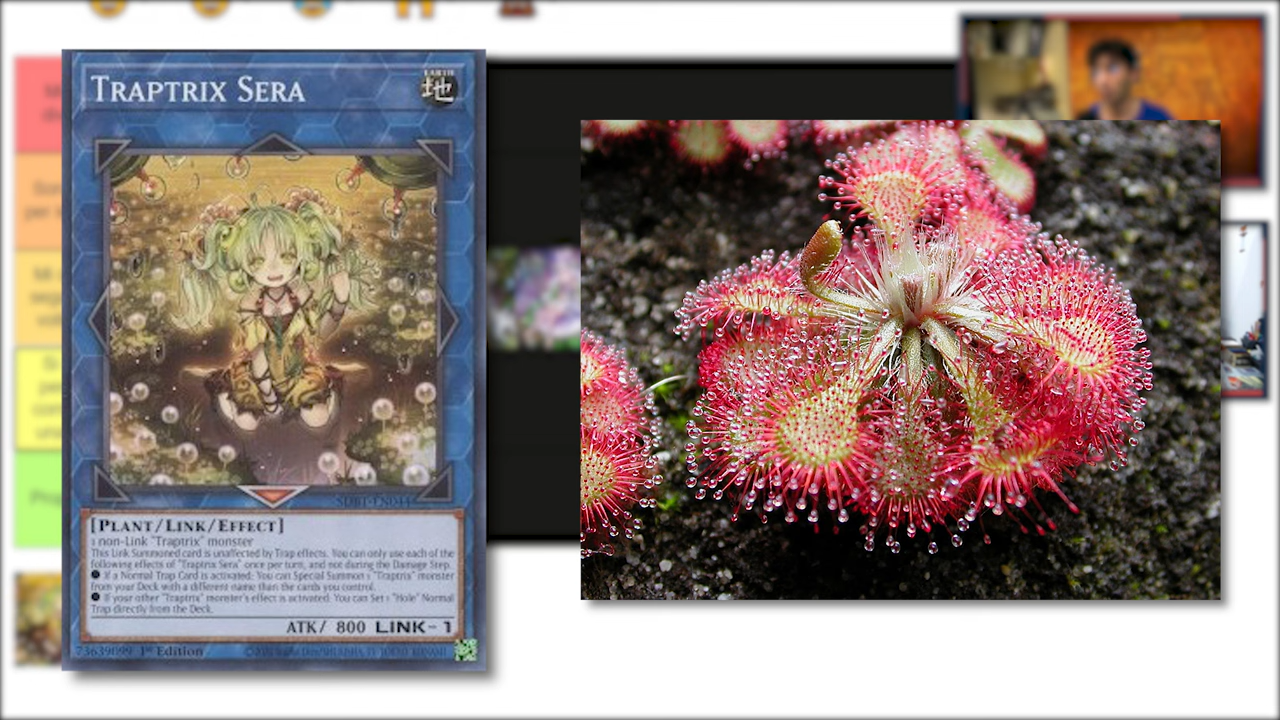 TRAPTRIX SERA
EARTH
地
SDBT-EN044
[PLANT/LINK/EFFECT]
1 non-Link "Traptrix" monster
This Link Summoned card is unaffected by Trap effects. You can only use each of the
following effects of "Traptrix Sera" once per turn, and not during the Damage Step.
● If a Normal Trap Card is activated: You can Special Summon 1 "Traptrix" monster
from your Deck with a different name than the cards you control.
● If your other "Traptrix" monster's effect is activated: You can Set 1 "Hole" Normal
Trap directly from the Deck.
ATK/ 800 LINK-1
73639099 1st Edition